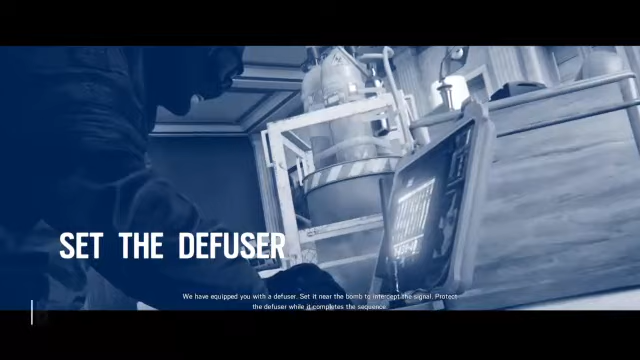 SET THE DEFUSER
We have equipped you with a defuser. Set it near the bomb to intercept the signal. Protect
the defuser while it completes the sequence.